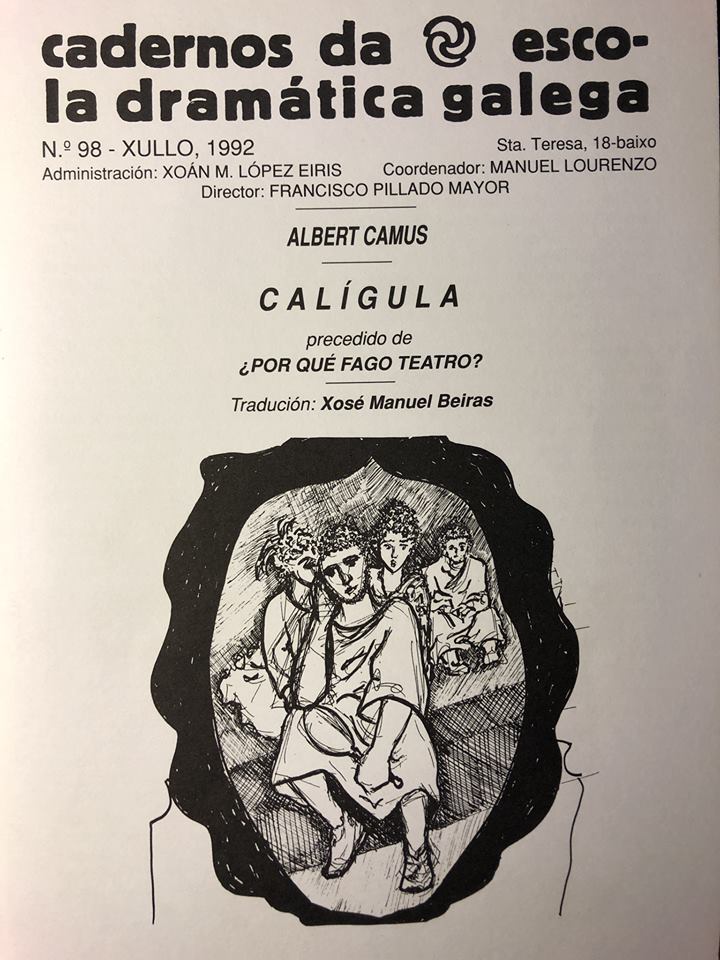 cadernos da esco-
la dramática galega
N.º 98 - XULLO, 1992
Sta. Teresa, 18-baixo
Administración: XOÁN M. LÓPEZ EIRIS Coordenador: MANUEL LOURENZO
Director: FRANCISCO PILLADO MAYOR
ALBERT CAMUS
CALÍGULA
precedido de
¿POR QUÉ FAGO TEATRO?
Tradución: Xosé Manuel Beiras